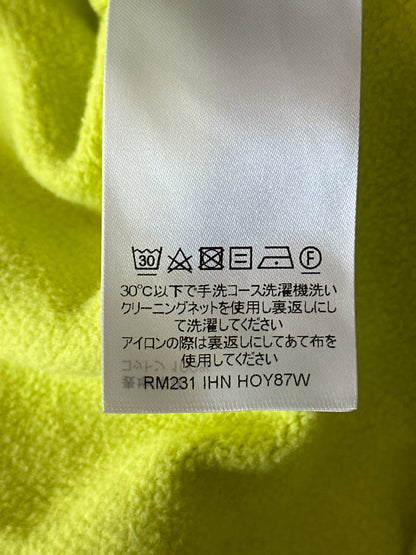 30
F
30℃以下で手洗コース洗濯機洗い
クリーニングネットを使用し裏返しにし
て洗濯してください
アイロンの際は裏返しにしてあて布を
使用してください
RM231 IHN HOY87W